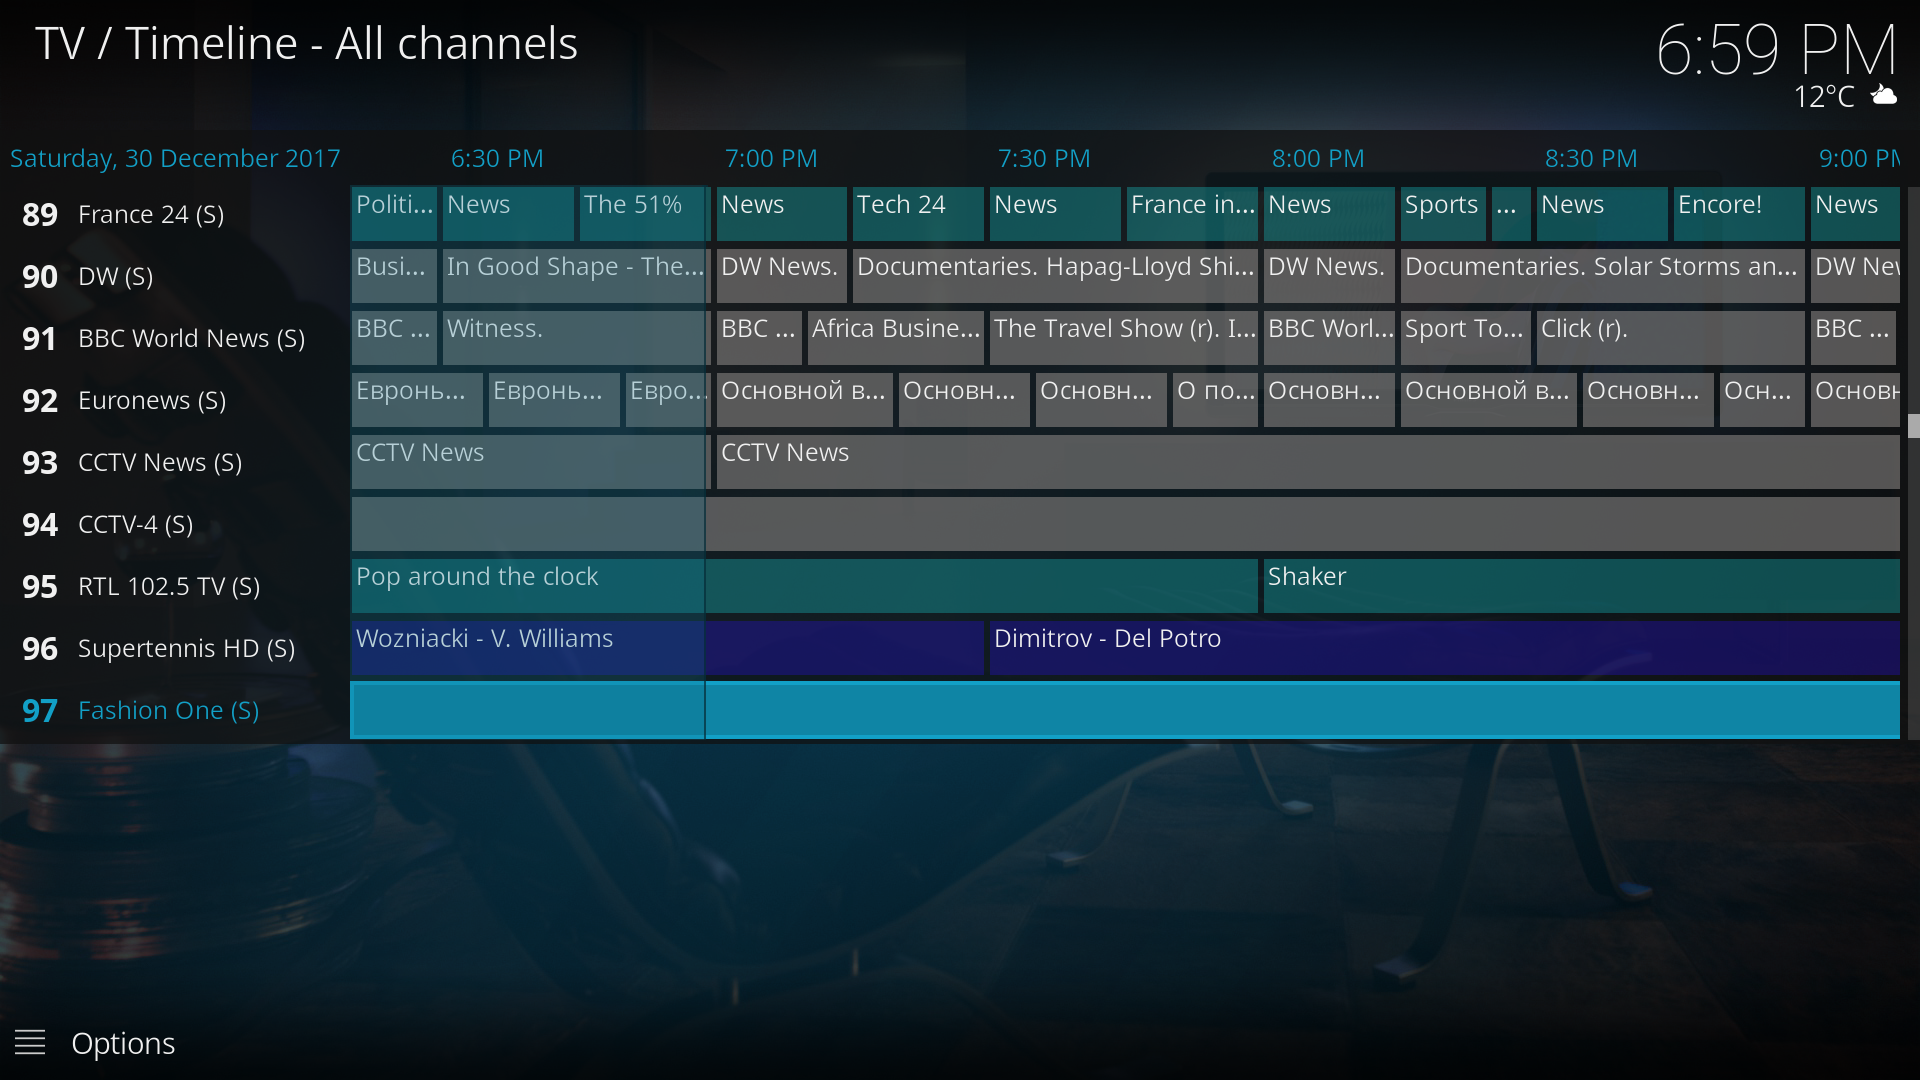 TV / Timeline - All channels
6:59 PM
12°C
Saturday, 30 December 2017 6:30 PM 7:00 PM 7:30 PM 8:00 PM 8:30 PM 9:00 PM
89 France 24 (S) Politi... News The 51% News Tech 24 News France in... News Sports ... News Encore! News
90 DW (S) Busi... In Good Shape - The... DW News. Documentaries. Hapag-Lloyd Shi... DW News. Documentaries. Solar Storms an... DW New
91 BBC World News (S) BBC ... Witness. BBC ... Africa Busine... The Travel Show (r). I... BBC Worl... Sport To... Click (r). BBC ...
92 Euronews (S) Евронь... Евронь... Евро... Основной в... Основн... Основн... О по... Основн... Основной в... Основн... Осн... Основн
93 CCTV News (S) CCTV News CCTV News
94 CCTV-4 (S)
95 RTL 102.5 TV (S) Pop around the clock Shaker
96 Supertennis HD (S) Wozniacki - V. Williams Dimitrov - Del Potro
97 Fashion One (S)
Options